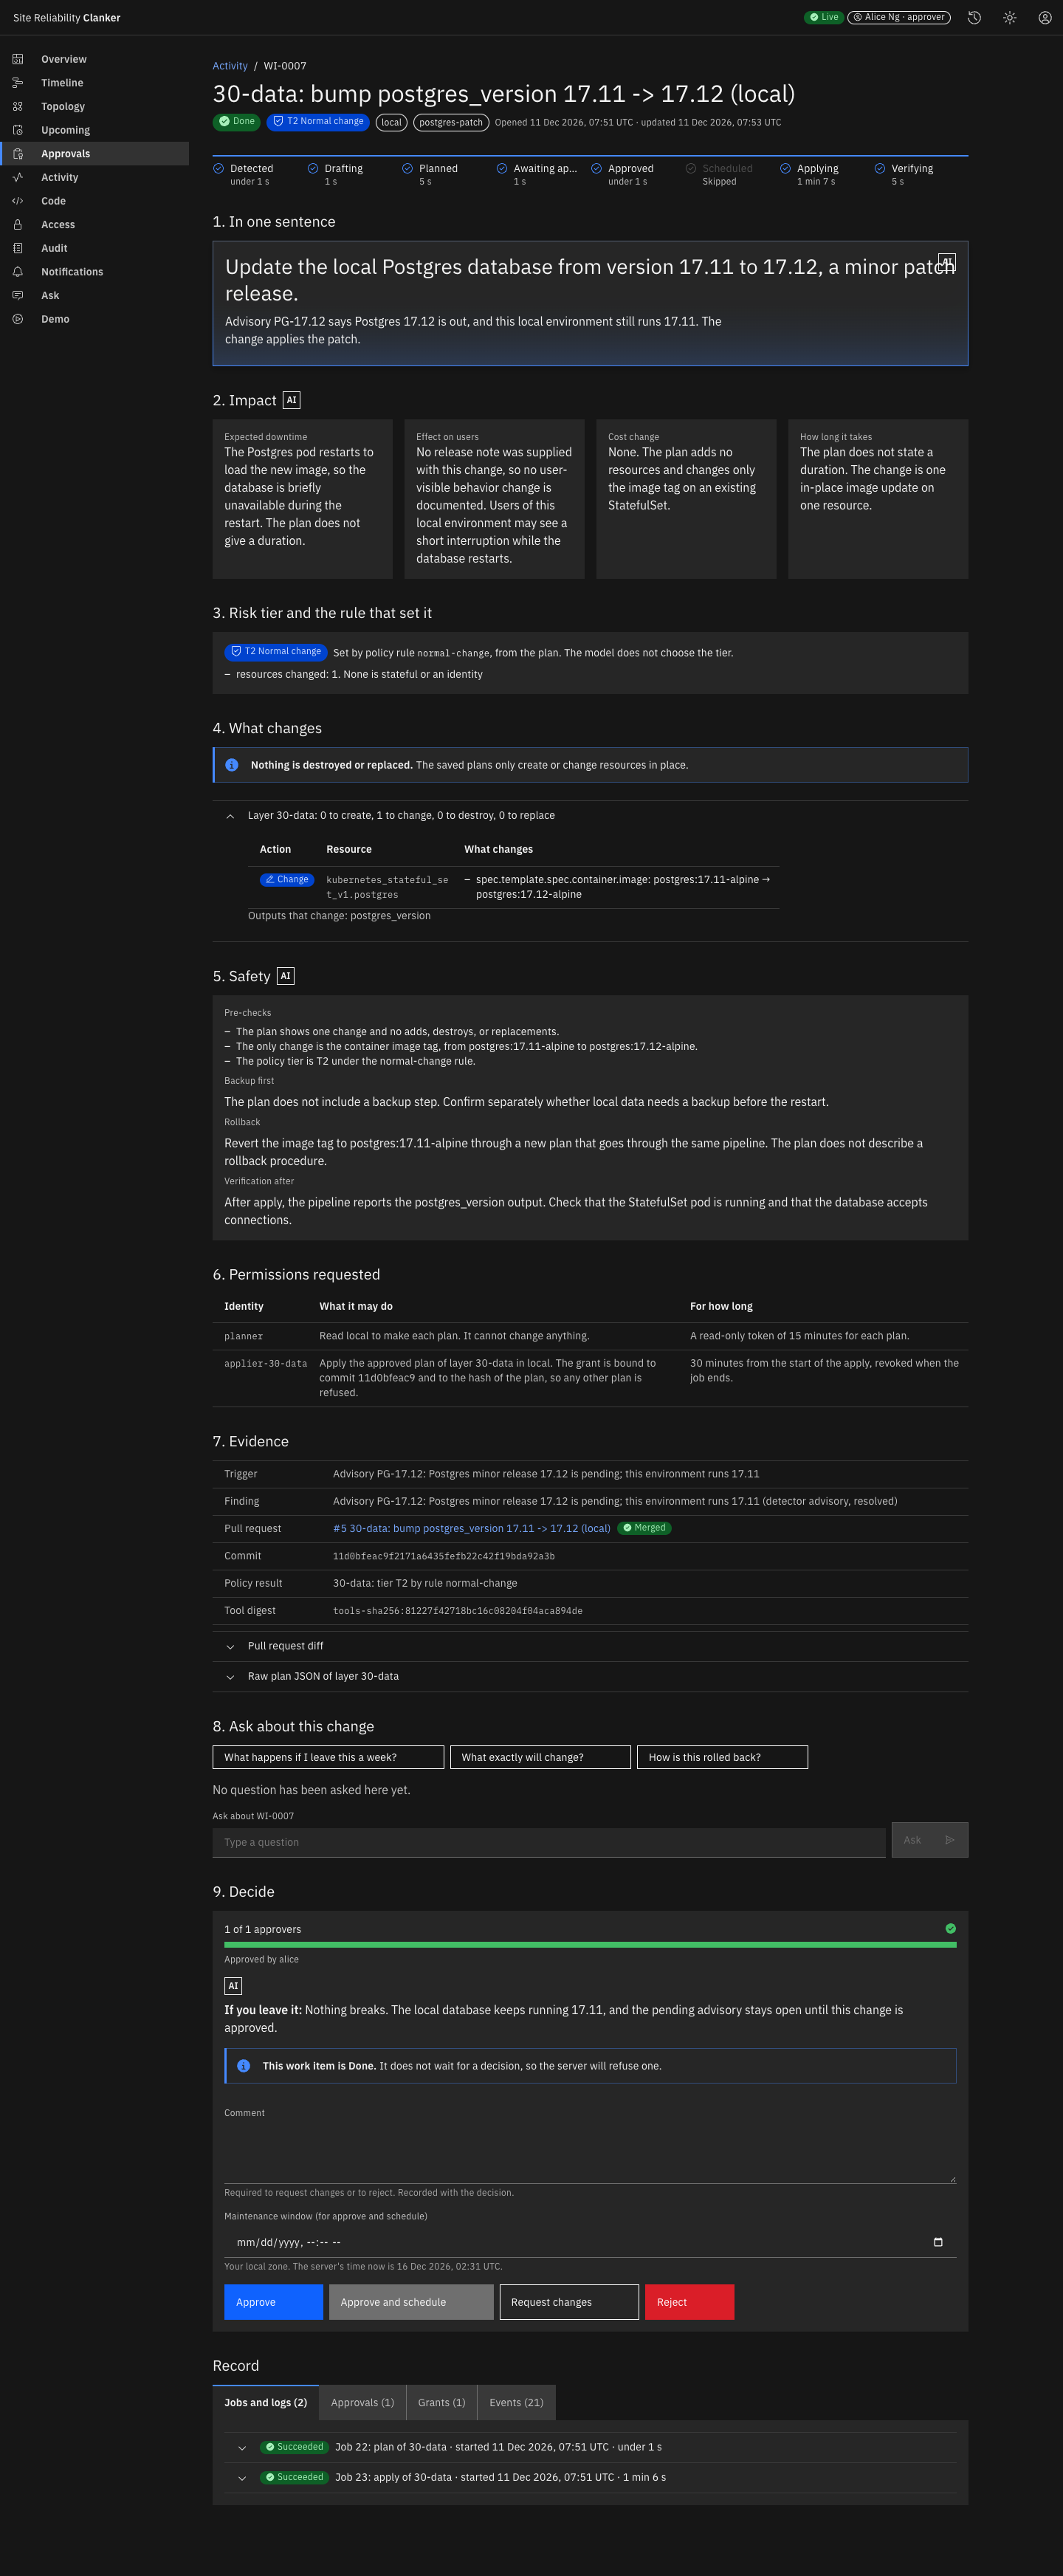 Site Reliability Clanker
Live
Alice Ng · approver
Overview
Timeline
Topology
Upcoming
Approvals
Activity
Code
Access
Audit
Notifications
Ask
Demo
Activity / WI-0007
30-data: bump postgres_version 17.11 -> 17.12 (local)
Done
T2 Normal change
local
postgres-patch
Opened 11 Dec 2026, 07:51 UTC · updated 11 Dec 2026, 07:53 UTC
Detected
under 1 s
Drafting
1 s
Planned
5 s
Awaiting ap...
1 s
Approved
under 1 s
Scheduled
Skipped
Applying
1 min 7 s
Verifying
5 s
1. In one sentence
Update the local Postgres database from version 17.11 to 17.12, a minor patch
release.
AI
Advisory PG-17.12 says Postgres 17.12 is out, and this local environment still runs 17.11. The
change applies the patch.
2. Impact AI
Expected downtime
The Postgres pod restarts to
load the new image, so the
database is briefly
unavailable during the
restart. The plan does not
give a duration.
Effect on users
No release note was supplied
with this change, so no user-
visible behavior change is
documented. Users of this
local environment may see a
short interruption while the
database restarts.
Cost change
None. The plan adds no
resources and changes only
the image tag on an existing
StatefulSet.
How long it takes
The plan does not state a
duration. The change is one
in-place image update on
one resource.
3. Risk tier and the rule that set it
T2 Normal change
Set by policy rule normal-change, from the plan. The model does not choose the tier.
– resources changed: 1. None is stateful or an identity
4. What changes
Nothing is destroyed or replaced. The saved plans only create or change resources in place.
Layer 30-data: 0 to create, 1 to change, 0 to destroy, 0 to replace
Action
Resource
What changes
Change
kubernetes_stateful_se
t_v1.postgres
– spec.template.spec.container.image: postgres:17.11-alpine →
postgres:17.12-alpine
Outputs that change: postgres_version
5. Safety AI
Pre-checks
– The plan shows one change and no adds, destroys, or replacements.
– The only change is the container image tag, from postgres:17.11-alpine to postgres:17.12-alpine.
– The policy tier is T2 under the normal-change rule.
Backup first
The plan does not include a backup step. Confirm separately whether local data needs a backup before the restart.
Rollback
Revert the image tag to postgres:17.11-alpine through a new plan that goes through the same pipeline. The plan does not describe a
rollback procedure.
Verification after
After apply, the pipeline reports the postgres_version output. Check that the StatefulSet pod is running and that the database accepts
connections.
6. Permissions requested
Identity
What it may do
For how long
planner
Read local to make each plan. It cannot change anything.
A read-only token of 15 minutes for each plan.
applier-30-data
Apply the approved plan of layer 30-data in local. The grant is bound to
commit 11d0bfeac9 and to the hash of the plan, so any other plan is
refused.
30 minutes from the start of the apply, revoked when the
job ends.
7. Evidence
Trigger
Advisory PG-17.12: Postgres minor release 17.12 is pending; this environment runs 17.11
Finding
Advisory PG-17.12: Postgres minor release 17.12 is pending; this environment runs 17.11 (detector advisory, resolved)
Pull request
#5 30-data: bump postgres_version 17.11 -> 17.12 (local)
Merged
Commit
11d0bfeac9f2171a6435fefb22c42f19bda92a3b
Policy result
30-data: tier T2 by rule normal-change
Tool digest
tools-sha256:81227f42718bc16c08204f04aca894de
Pull request diff
Raw plan JSON of layer 30-data
8. Ask about this change
What happens if I leave this a week?
What exactly will change?
How is this rolled back?
No question has been asked here yet.
Ask about WI-0007
Type a question
Ask
9. Decide
1 of 1 approvers
Approved by alice
AI
If you leave it: Nothing breaks. The local database keeps running 17.11, and the pending advisory stays open until this change is
approved.
This work item is Done. It does not wait for a decision, so the server will refuse one.
Comment
Required to request changes or to reject. Recorded with the decision.
Maintenance window (for approve and schedule)
mm/dd/yyyy, --:-- --
Your local zone. The server's time now is 16 Dec 2026, 02:31 UTC.
Approve
Approve and schedule
Request changes
Reject
Record
Jobs and logs (2)
Approvals (1)
Grants (1)
Events (21)
Succeeded
Job 22: plan of 30-data · started 11 Dec 2026, 07:51 UTC · under 1 s
Succeeded
Job 23: apply of 30-data · started 11 Dec 2026, 07:51 UTC · 1 min 6 s